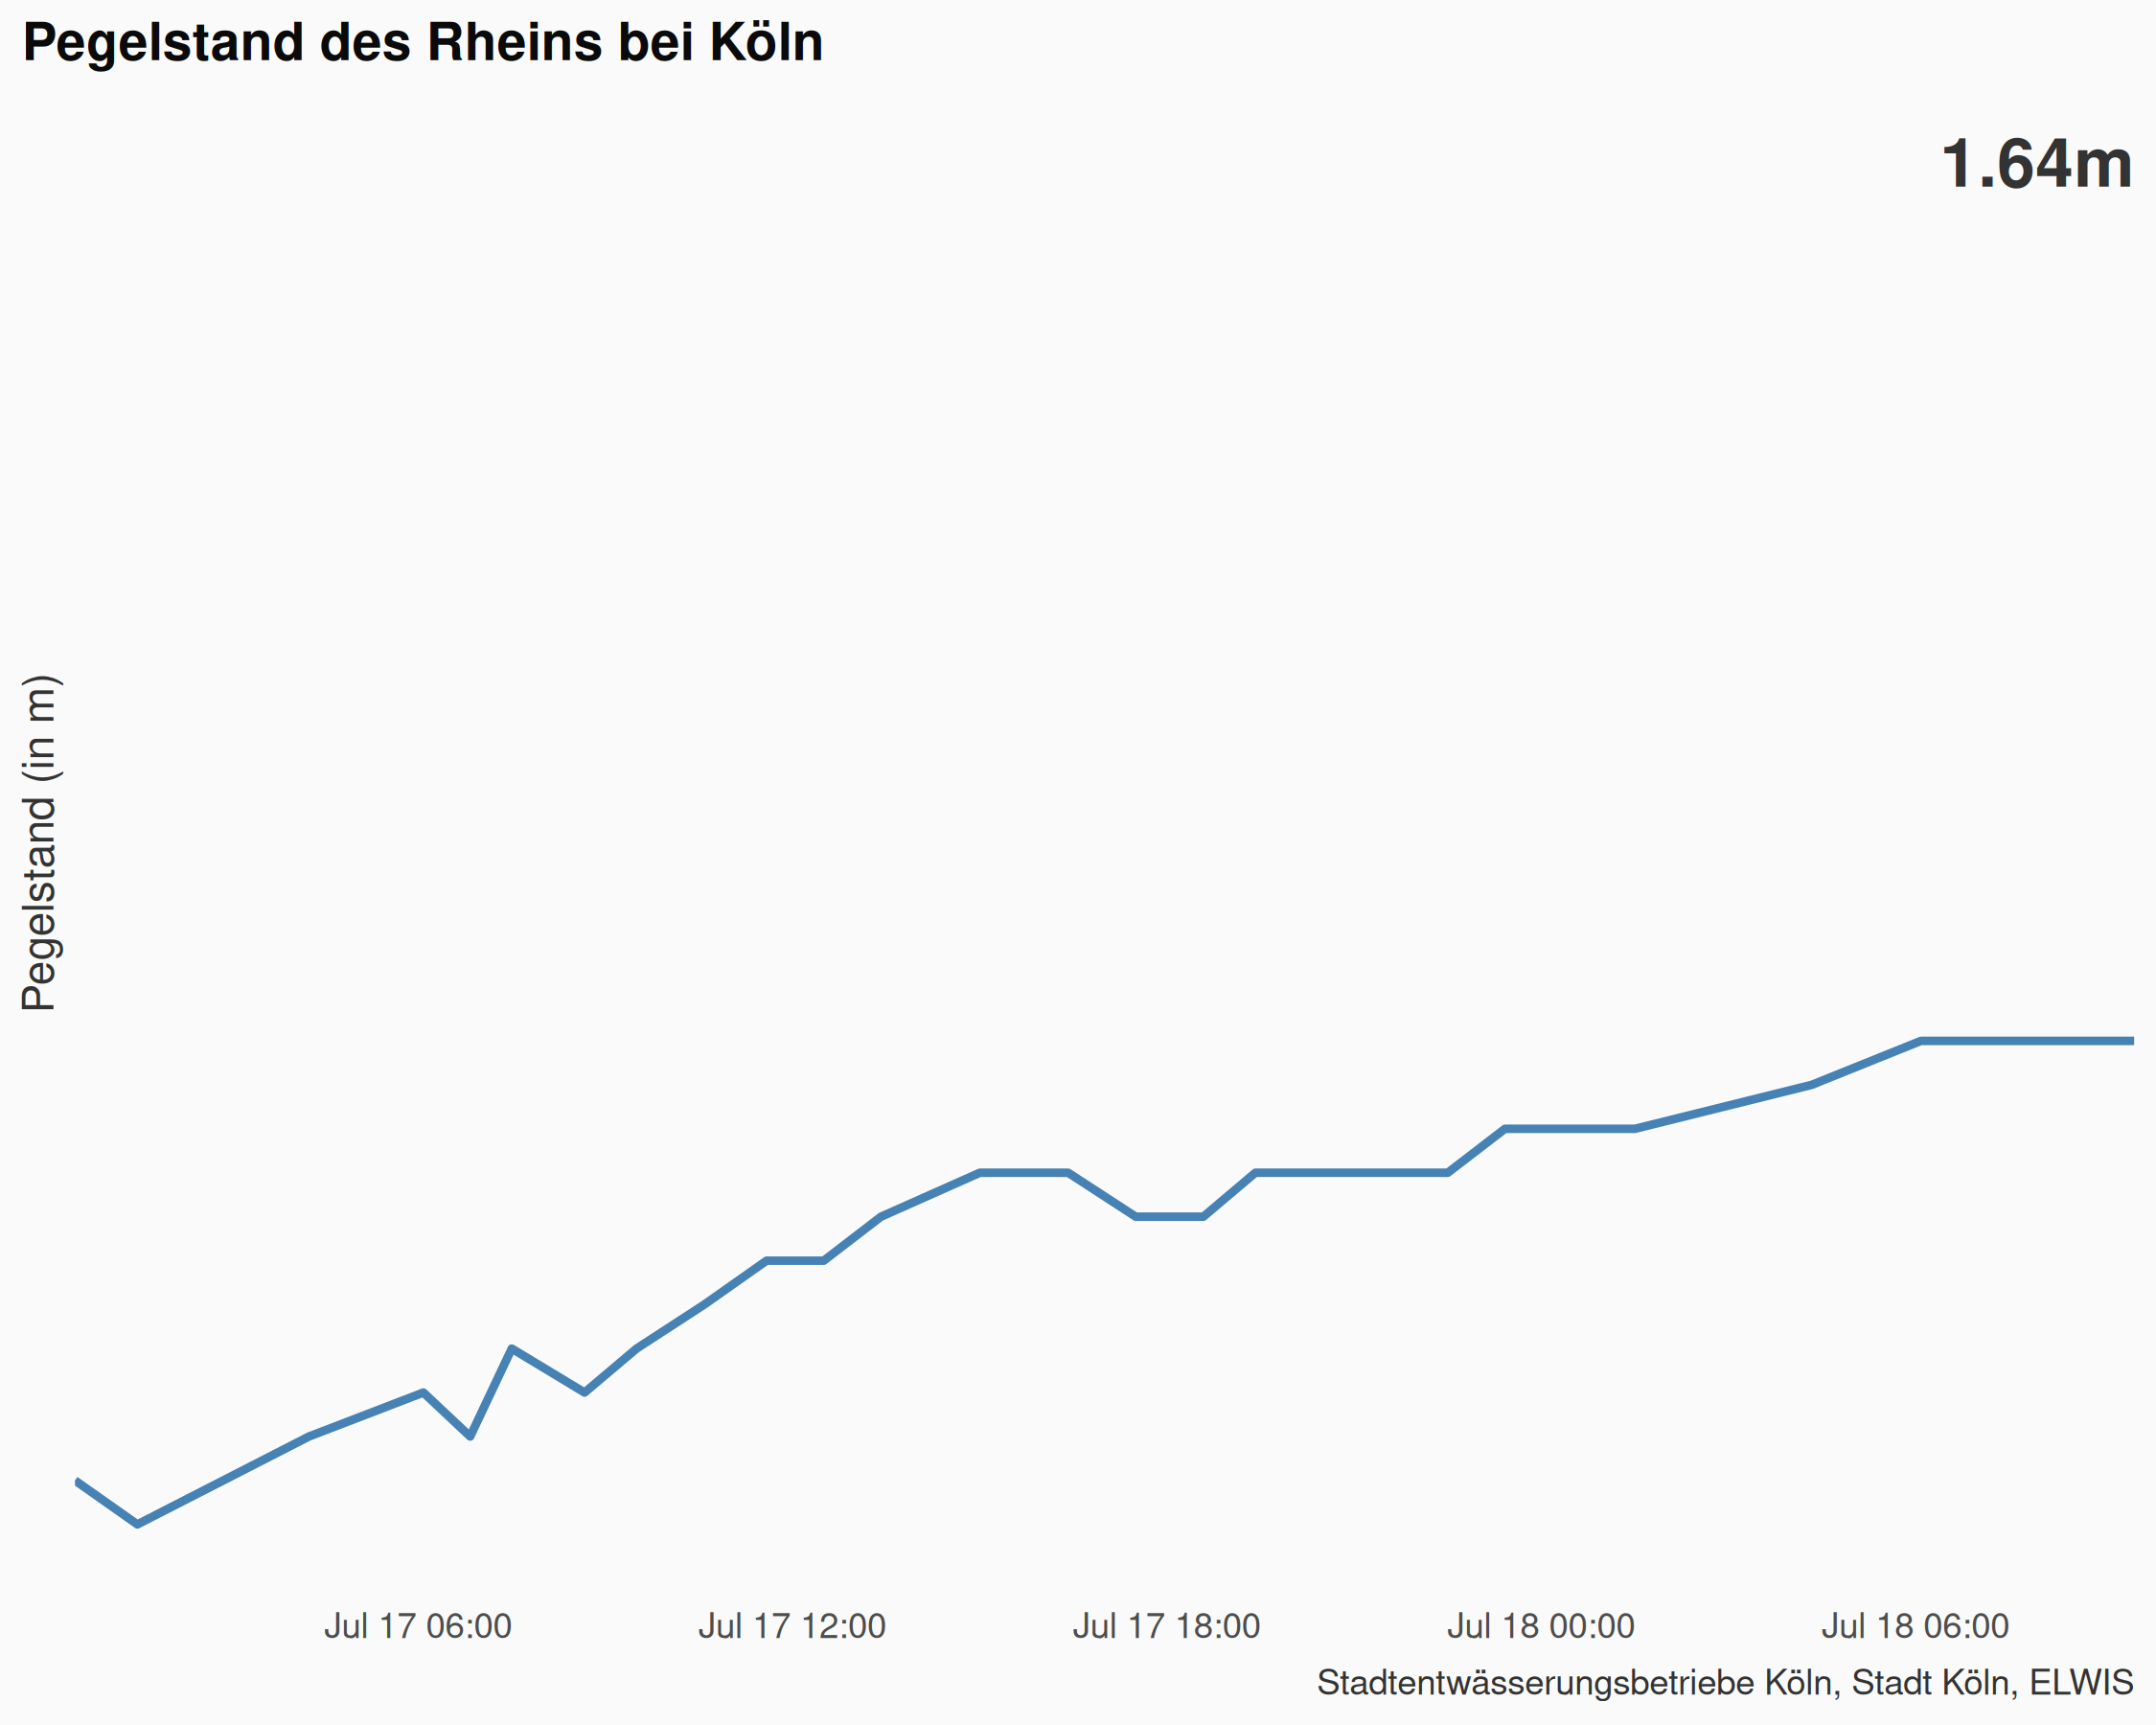 Pegelstand des Rheins bei Köln
1.64m
Pegelstand (in m)
Jul 17 06:00 Jul 17 12:00 Jul 17 18:00 Jul 18 00:00 Jul 18 06:00
Stadtentwässerungsbetriebe Köln, Stadt Köln, ELWIS